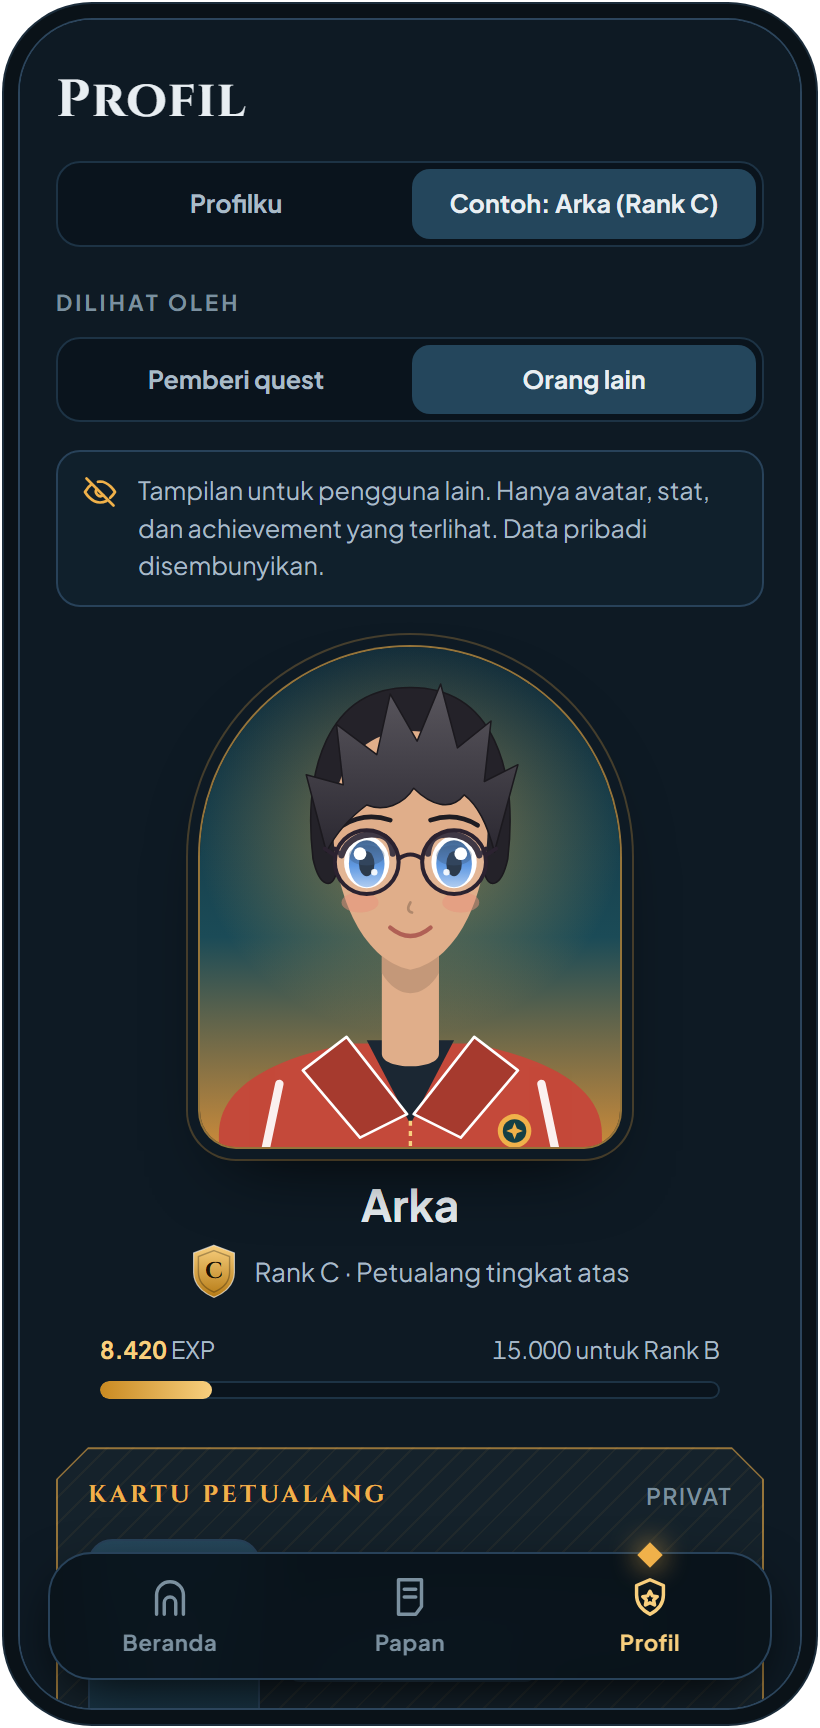 PROFIL
Profilku
Contoh: Arka (Rank C)
DILIHAT OLEH
Pemberi quest
Orang lain
Tampilan untuk pengguna lain. Hanya avatar, stat,
dan achievement yang terlihat. Data pribadi
disembunyikan.
Arka
C
Rank C · Petualang tingkat atas
8.420 EXP
15.000 untuk Rank B
KARTU PETUALANG
PRIVAT
Beranda
Papan
Profil